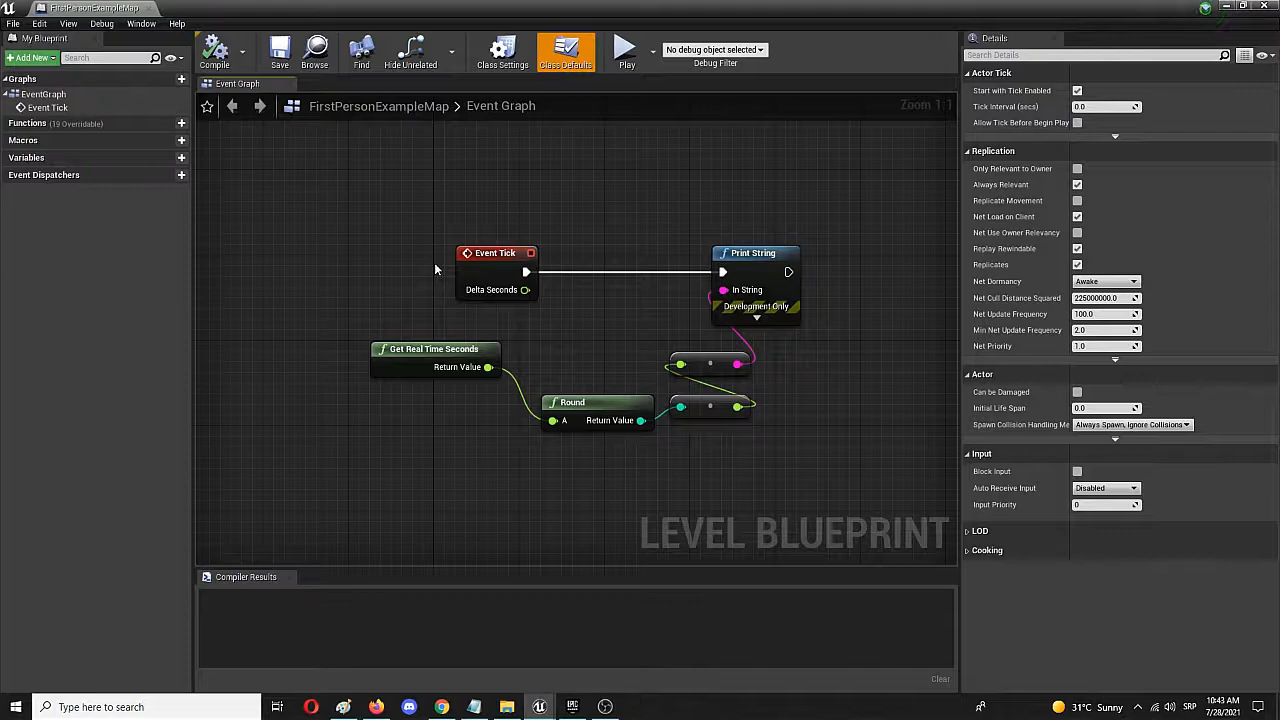 FirstPersonExampleMap
File Edit View Debug Window Help
My Blueprint
Add New
Search
Graphs
EventGraph
Event Tick
Functions (19 Overridable)
Macros
Variables
Event Dispatchers
Compile
Save
Browse
Find
Hide Unrelated
Class Settings
Class Defaults
Play
No debug object selected
Debug Filter
Event Graph
FirstPersonExampleMap > Event Graph
Zoom 1:1
Event Tick
Delta Seconds
Print String
In String
Development Only
Get Real Time Seconds
Return Value
Round
A Return Value
LEVEL BLUEPRINT
Compiler Results
Clear
Details
Search Details
Actor Tick
Start with Tick Enabled
Tick Interval (secs) 0.0
Allow Tick Before Begin Play
Replication
Only Relevant to Owner
Always Relevant
Replicate Movement
Net Load on Client
Net Use Owner Relevancy
Replay Rewindable
Replicates
Net Dormancy Awake
Net Cull Distance Squared 225000000.0
Net Update Frequency 100.0
Min Net Update Frequency 2.0
Net Priority 1.0
Actor
Can be Damaged
Initial Life Span 0.0
Spawn Collision Handling Me Always Spawn, Ignore Collisions
Input
Block Input
Auto Receive Input Disabled
Input Priority 0
LOD
Cooking
Type here to search
31°C Sunny
SRP
10:43 AM
7/28/2021